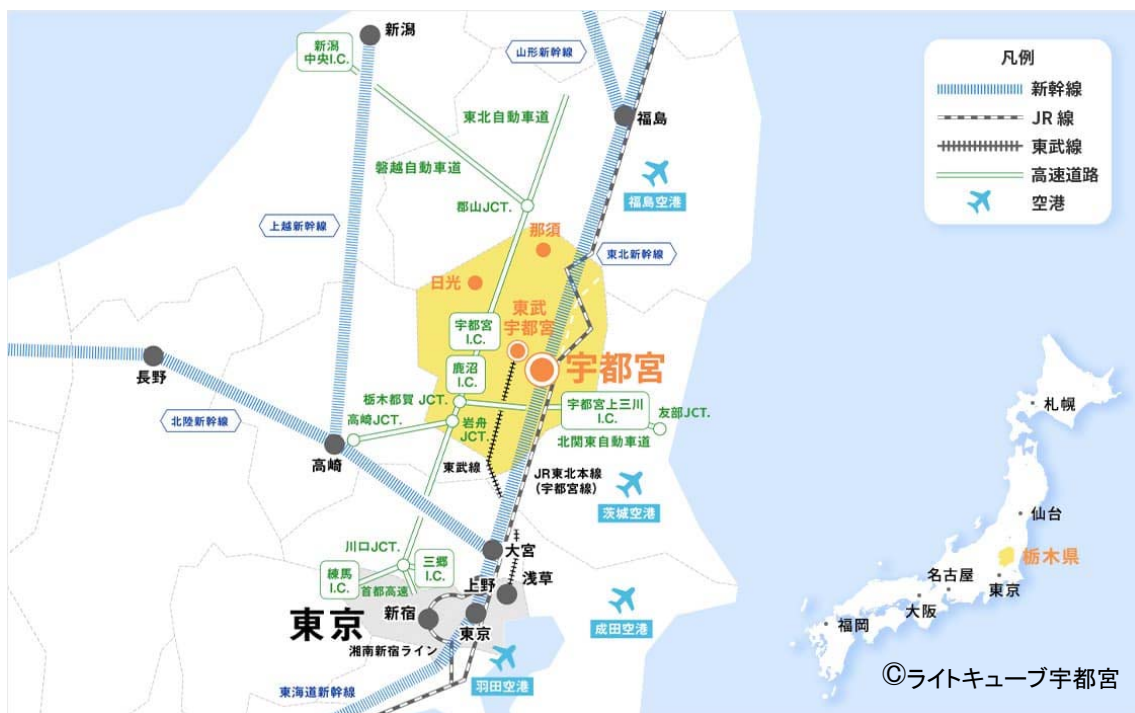 新潟
新潟
中央I.C.
山形新幹線
凡例
新幹線
JR線
東武線
高速道路
空港
東北自動車道
福島
磐越自動車道
福島空港
郡山JCT.
上越新幹線
那須
東北新幹線
日光
東武
宇都宮
宇都宮
I.C.
宇都宮
鹿沼
I.C.
長野
栃木都賀 JCT.
宇都宮上三川
I.C.
友部JCT.
北陸新幹線
高崎JCT.
岩舟
JCT.
北関東自動車道
高崎
東武線
JR東北本線
(宇都宮線)
茨城空港
川口JCT.
大宮
三郷
I.C.
練馬
I.C.
首都高速
上野
浅草
東京
新宿
東京
成田空港
湘南新宿ライン
羽田空港
東海道新幹線
札幌
仙台
栃木県
名古屋
東京
大阪
福岡
©ライトキューブ宇都宮